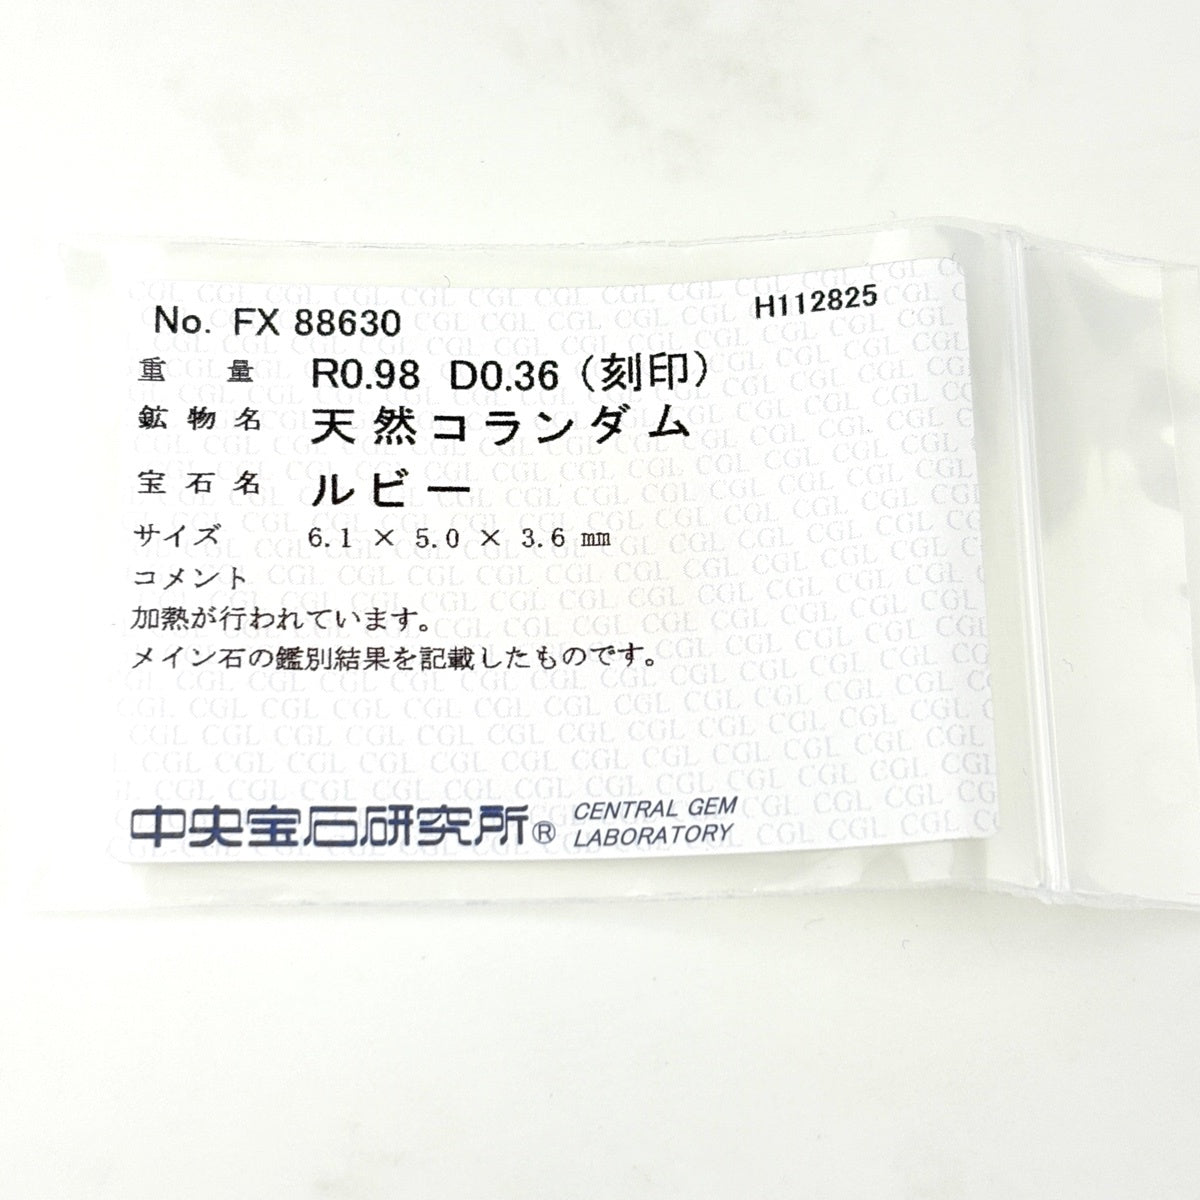 No. FX 88630
H112825
重 量 R0.98 D0.36（刻印）
鉱 物 名 天然コランダム
宝 石 名 ルビー
サイズ 6.1 × 5.0 × 3.6 mm
コメント
加熱が行われています。
メイン石の鑑別結果を記載したものです。
中央宝石研究所® CENTRAL GEM
LABORATORY